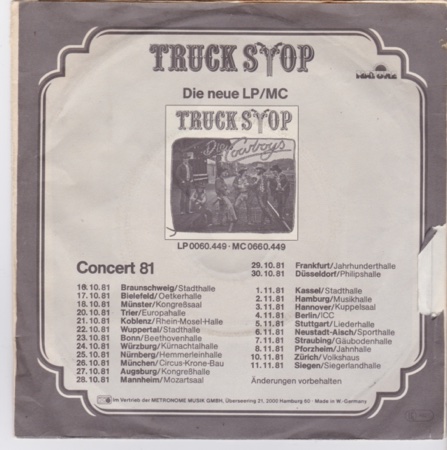 TRUCK STOP
Die neue LP/MC
TRUCK STOP
Die Cowboys
LP 0060.449 · MC 0660.449
Concert 81
16.10.81 Braunschweig/Stadthalle
17.10.81 Bielefeld/Oetkerhalle
18.10.81 Münster/Kongreßsaal
20.10.81 Trier/Europahalle
21.10.81 Koblenz/Rhein-Mosel-Halle
22.10.81 Wuppertal/Stadthalle
23.10.81 Bonn/Beethovenhalle
24.10.81 Würzburg/Kürnachtalhalle
25.10.81 Nürnberg/Hemmerleinhalle
26.10.81 München/Circus-Krone-Bau
27.10.81 Augsburg/Kongreßhalle
28.10.81 Mannheim/Mozartsaal
29.10.81 Frankfurt/Jahrhunderthalle
30.10.81 Düsseldorf/Philipshalle
1.11.81 Kassel/Stadthalle
2.11.81 Hamburg/Musikhalle
3.11.81 Hannover/Kuppelsaal
4.11.81 Berlin/ICC
5.11.81 Stuttgart/Liederhalle
6.11.81 Neustadt-Aisch/Sporthalle
7.11.81 Straubing/Gäubodenhalle
8.11.81 Pforzheim/Jahnhalle
10.11.81 Zürich/Volkshaus
11.11.81 Siegen/Siegerlandhalle
Änderungen vorbehalten
im Vertrieb der METRONOME MUSIK GMBH, Überseering 21, 2000 Hamburg 60 · Made in W.-Germany